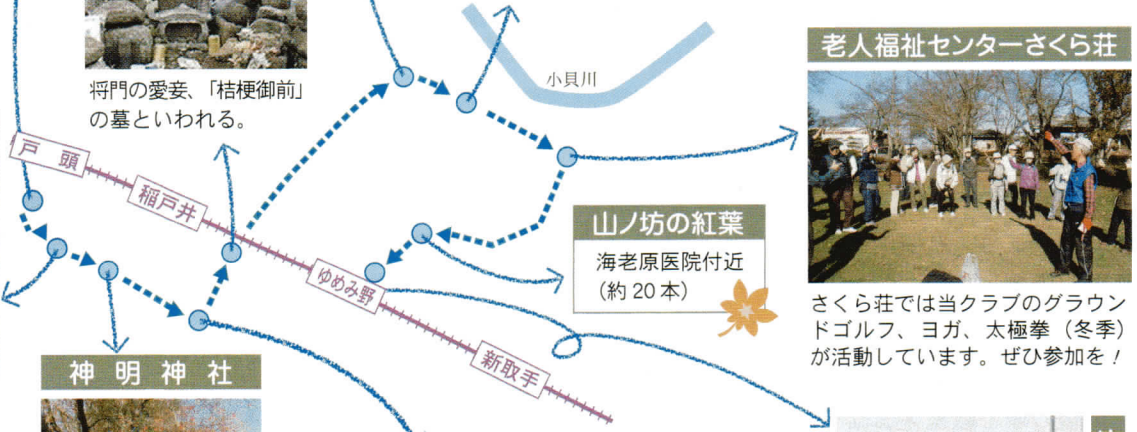 将門の愛妾、「桔梗御前」
の墓といわれる。
小貝川
老人福祉センターさくら荘
戸頭
稲戸井
ゆめみ野
新取手
山ノ坊の紅葉
海老原医院付近
（約20本）
さくら荘では当クラブのグラウン
ドゴルフ、ヨガ、太極拳（冬季）
が活動しています。ぜひ参加を！
神明神社